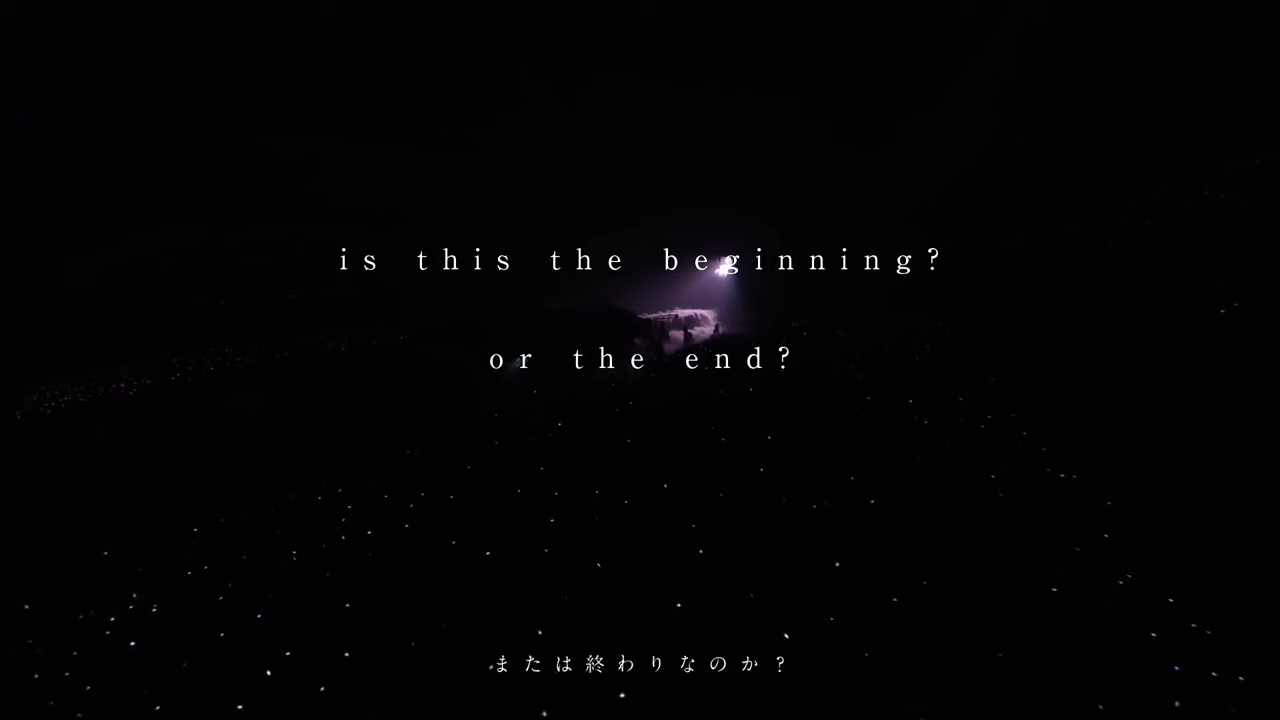 is this the beginning?
or the end?
または終わりなのか？